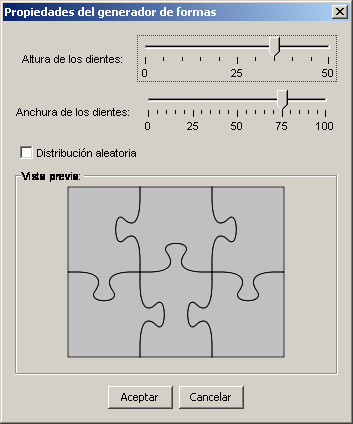 Propiedades del generador de formas
Altura de los dientes:
0 25 50
Anchura de los dientes:
0 25 50 75 100
Distribución aleatoria
Vista previa:
Aceptar Cancelar